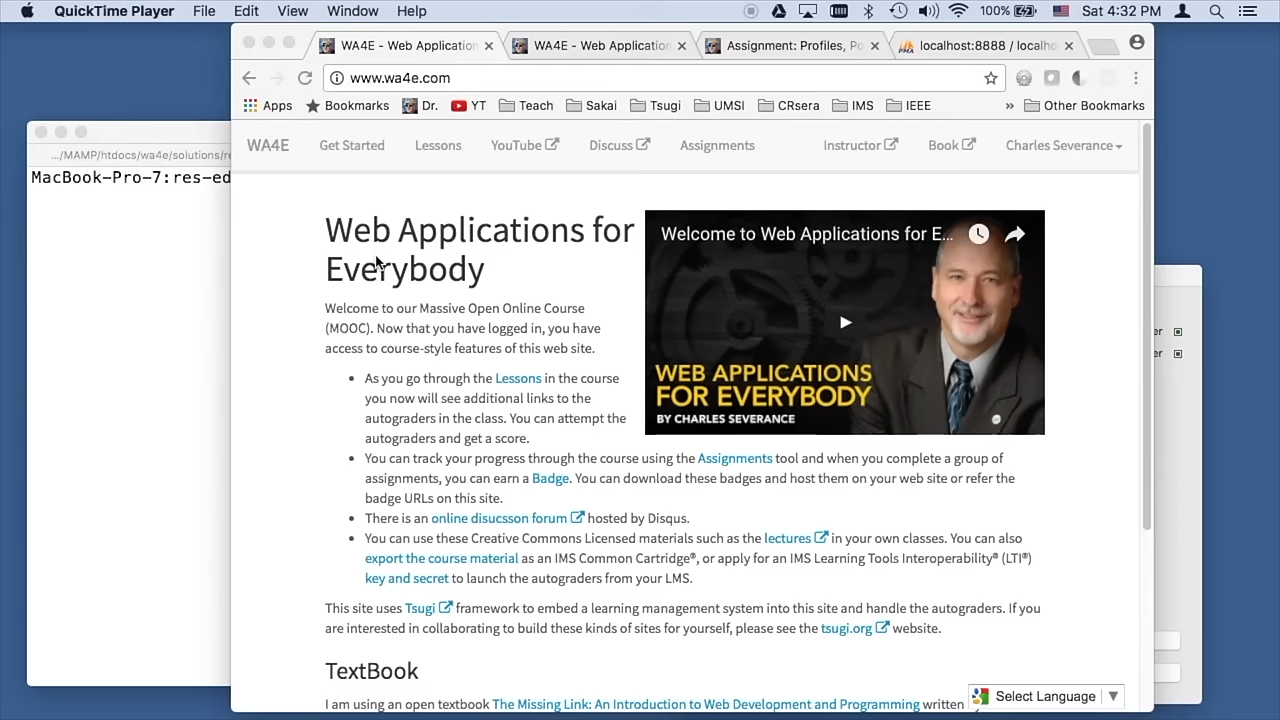 QuickTime Player File Edit View Window Help 100% Sat 4:32 PM
WA4E - Web Application WA4E - Web Application Assignment: Profiles, Po localhost:8888 / localho
www.wa4e.com
Apps Bookmarks Dr. YT Teach Sakai Tsugi UMSI CRsera IMS IEEE » Other Bookmarks
.../MAMP/htdocs/wa4e/solutions/re
MacBook-Pro-7:res-ed
WA4E Get Started Lessons YouTube Discuss Assignments Instructor Book Charles Severance
Web Applications for
Everybody
Welcome to our Massive Open Online Course
(MOOC). Now that you have logged in, you have
access to course-style features of this web site.
Welcome to Web Applications for E...
WEB APPLICATIONS
FOR EVERYBODY
BY CHARLES SEVERANCE
• As you go through the Lessons in the course
you now will see additional links to the
autograders in the class. You can attempt the
autograders and get a score.
• You can track your progress through the course using the Assignments tool and when you complete a group of
assignments, you can earn a Badge. You can download these badges and host them on your web site or refer the
badge URLs on this site.
• There is an online disucsson forum hosted by Disqus.
• You can use these Creative Commons Licensed materials such as the lectures in your own classes. You can also
export the course material as an IMS Common Cartridge®, or apply for an IMS Learning Tools Interoperability® (LTI®)
key and secret to launch the autograders from your LMS.
This site uses Tsugi framework to embed a learning management system into this site and handle the autograders. If you
are interested in collaborating to build these kinds of sites for yourself, please see the tsugi.org website.
TextBook
I am using an open textbook The Missing Link: An Introduction to Web Development and Programming written
Select Language ▼
er
er